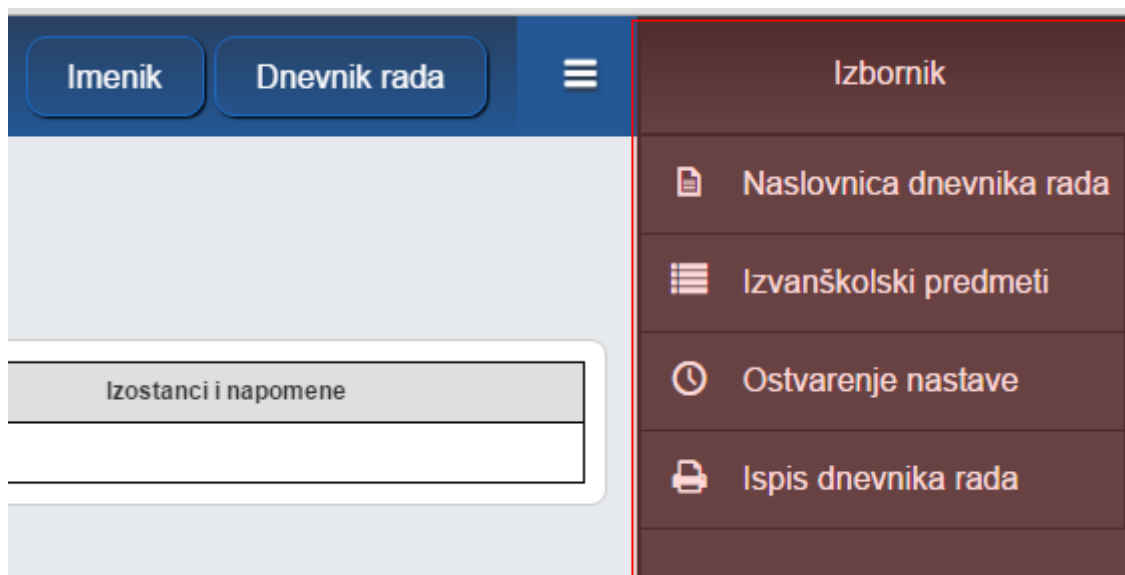 Imenik
Dnevnik rada
Izbornik
Naslovnica dnevnika rada
Izvanškolski predmeti
Ostvarenje nastave
Ispis dnevnika rada
Izostanci i napomene